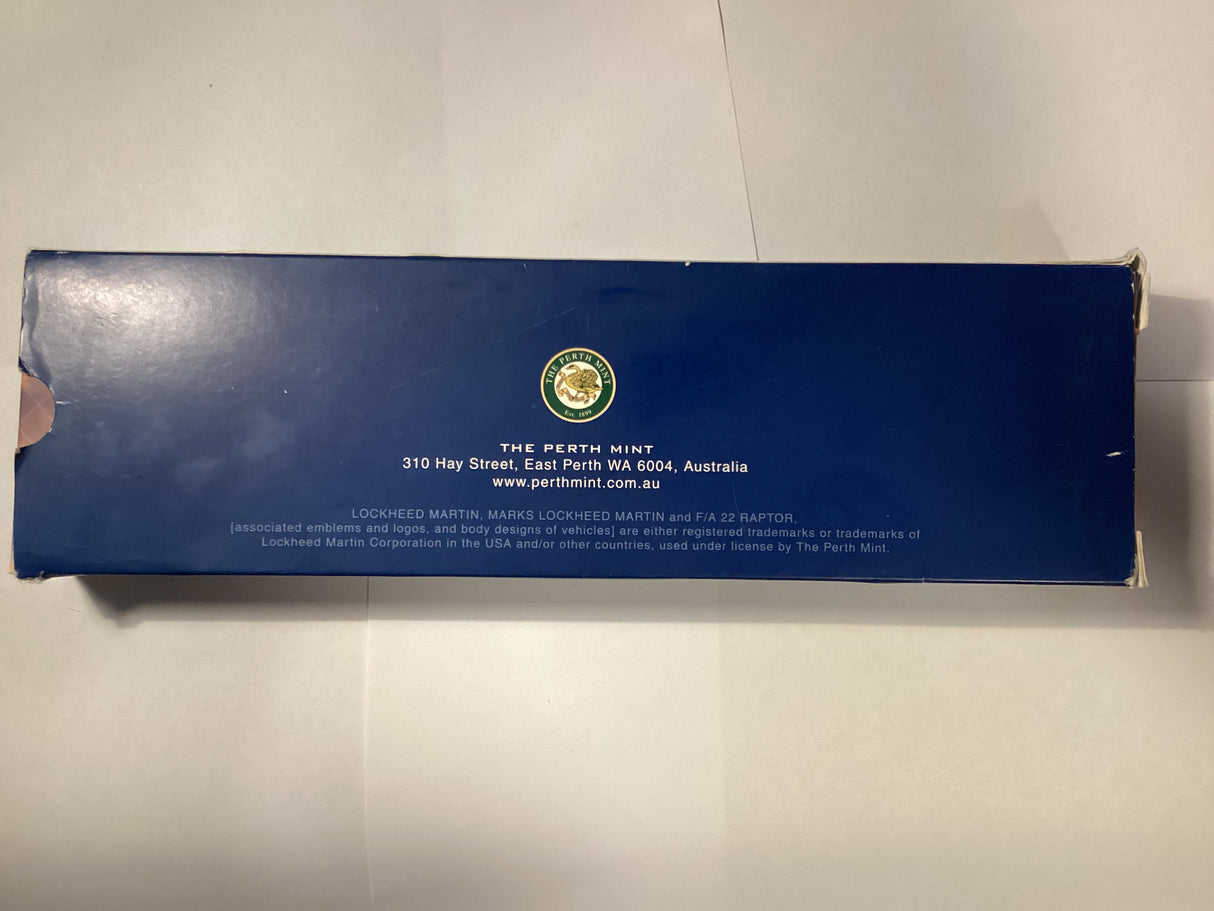 THE PERTH MINT
Est. 1899
THE PERTH MINT
310 Hay Street, East Perth WA 6004, Australia
www.perthmint.com.au
LOCKHEED MARTIN, MARKS LOCKHEED MARTIN and F/A 22 RAPTOR,
[associated emblems and logos, and body designs of vehicles] are either registered trademarks or trademarks of
Lockheed Martin Corporation in the USA and/or other countries, used under license by The Perth Mint.